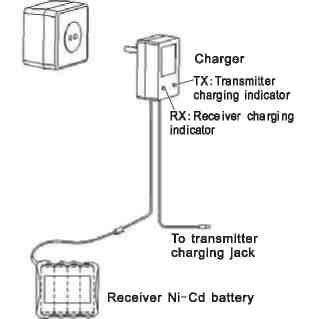 Charger
TX: Transmitter
charging indicator
RX: Receiver charging
indicator
To transmitter
charging jack
Receiver Ni-Cd battery